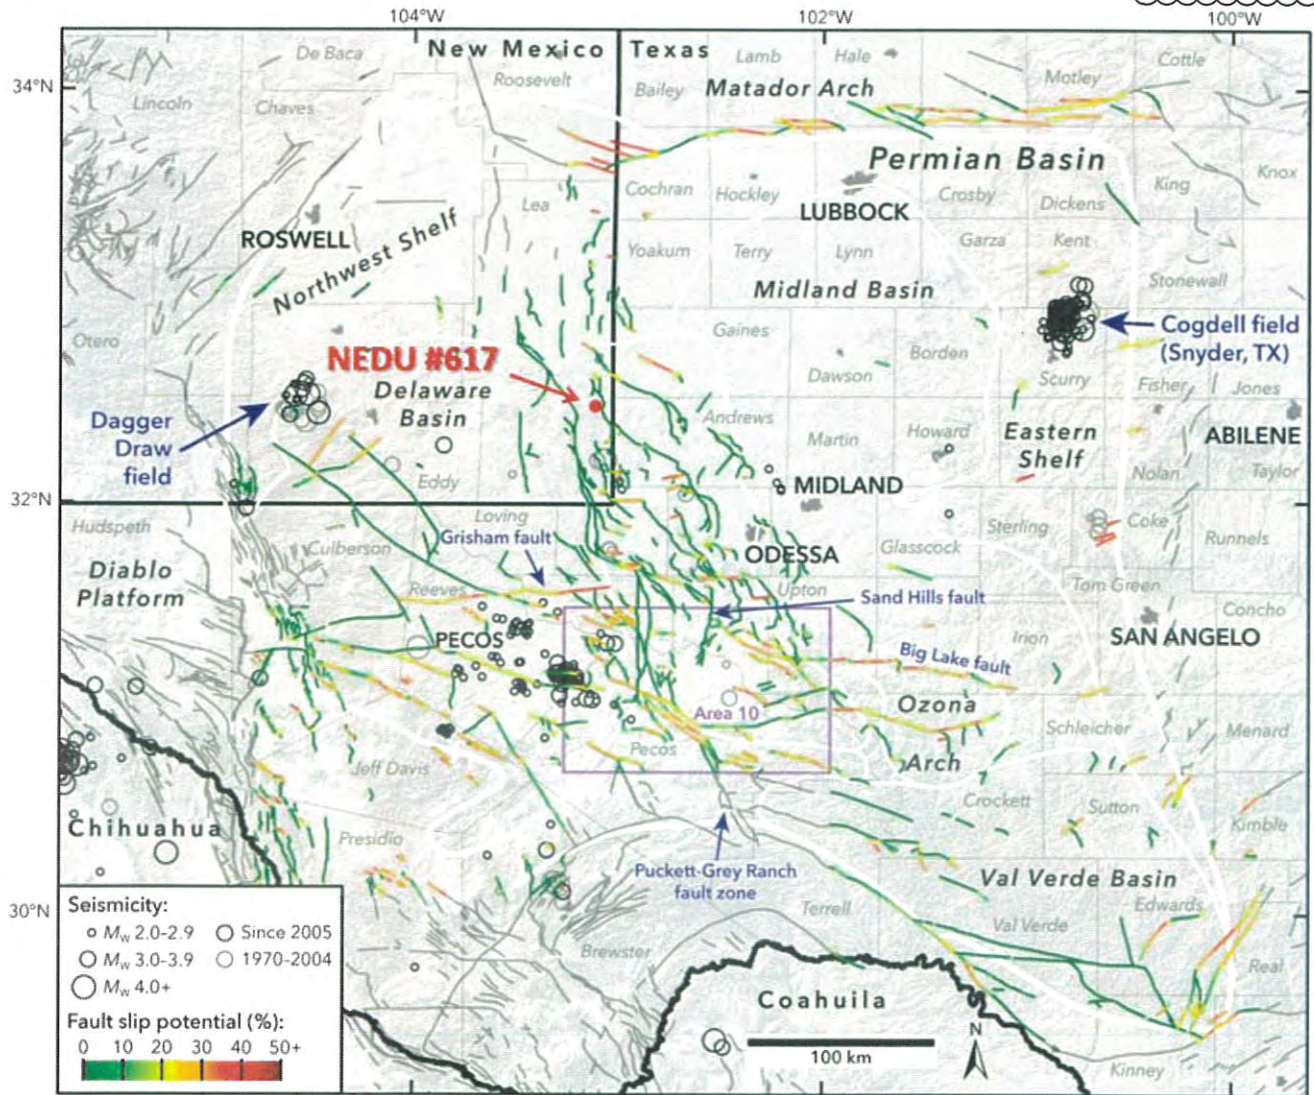 104°W
102°W
100°W
34°N
32°N
30°N
New Mexico
Texas
De Baca
Roosevelt
Lincoln
Chaves
Lamb
Hale
Bailey
Matador Arch
Motley
Cottle
Permian Basin
Cochran
Hockley
LUBBOCK
Crosby
Dickens
King
Knox
Lea
ROSWELL
Northwest Shelf
Yoakum
Terry
Lynn
Garza
Kent
Stonewall
Midland Basin
Otero
Gaines
Cogdell field
(Snyder, TX)
NEDU #617
Borden
Dawson
Scurry
Fisher
Jones
Delaware
Basin
Dagger
Draw
field
Andrews
Martin
Howard
Eastern
Shelf
ABILENE
Nolan
Taylor
Eddy
MIDLAND
Hudspeth
Loving
Culberson
Grisham fault
ODESSA
Glasscock
Sterling
Coke
Runnels
Diablo
Platform
Reeves
Upton
Sand Hills fault
Tom Green
Concho
PECOS
Irion
SAN ANGELO
Big Lake fault
Area 10
Ozona
Arch
Schleicher
Menard
Pecos
Jeff Davis
Crockett
Sutton
Kimble
Chihuahua
Presidio
Puckett-Grey Ranch
fault zone
Val Verde Basin
Terrell
Val Verde
Edwards
Brewster
Real
Coahuila
Kinney
N
100 km
Seismicity:
Mw 2.0-2.9
Since 2005
Mw 3.0-3.9
1970-2004
Mw 4.0+
Fault slip potential (%):
0 10 20 30 40 50+